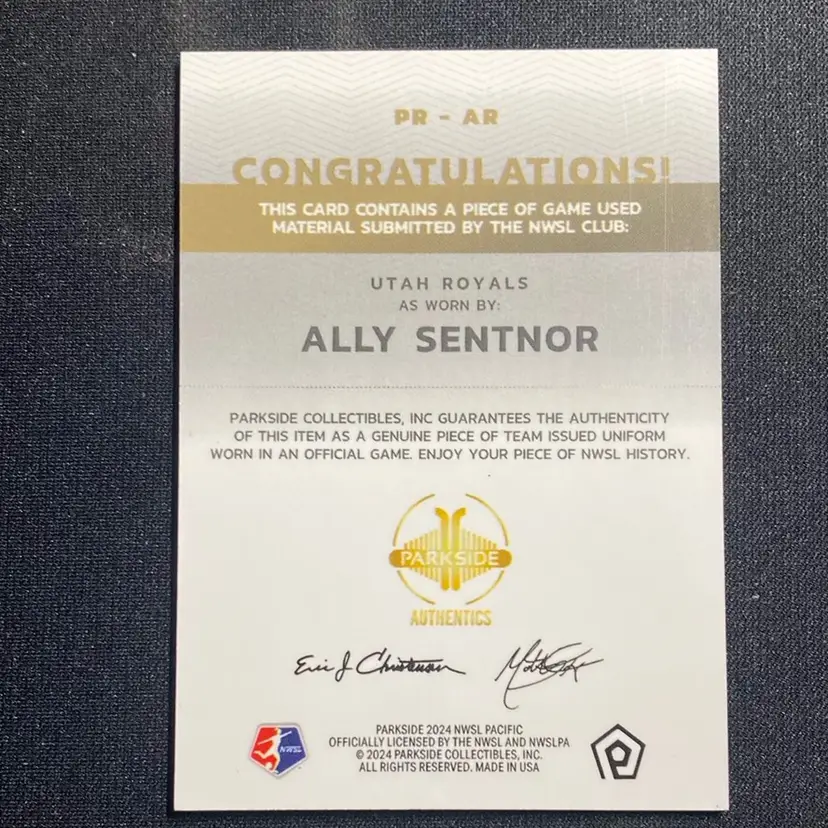 PR - AR
CONGRATULATIONS!
THIS CARD CONTAINS A PIECE OF GAME USED
MATERIAL SUBMITTED BY THE NWSL CLUB:
UTAH ROYALS
AS WORN BY:
ALLY SENTNOR
PARKSIDE COLLECTIBLES, INC GUARANTEES THE AUTHENTICITY
OF THIS ITEM AS A GENUINE PIECE OF TEAM ISSUED UNIFORM
WORN IN AN OFFICIAL GAME. ENJOY YOUR PIECE OF NWSL HISTORY.
PARKSIDE
AUTHENTICS
Eric J Christensen
NWSL
PARKSIDE 2024 NWSL PACIFIC
OFFICIALLY LICENSED BY THE NWSL AND NWSLPA
© 2024 PARKSIDE COLLECTIBLES, INC.
ALL RIGHTS RESERVED. MADE IN USA